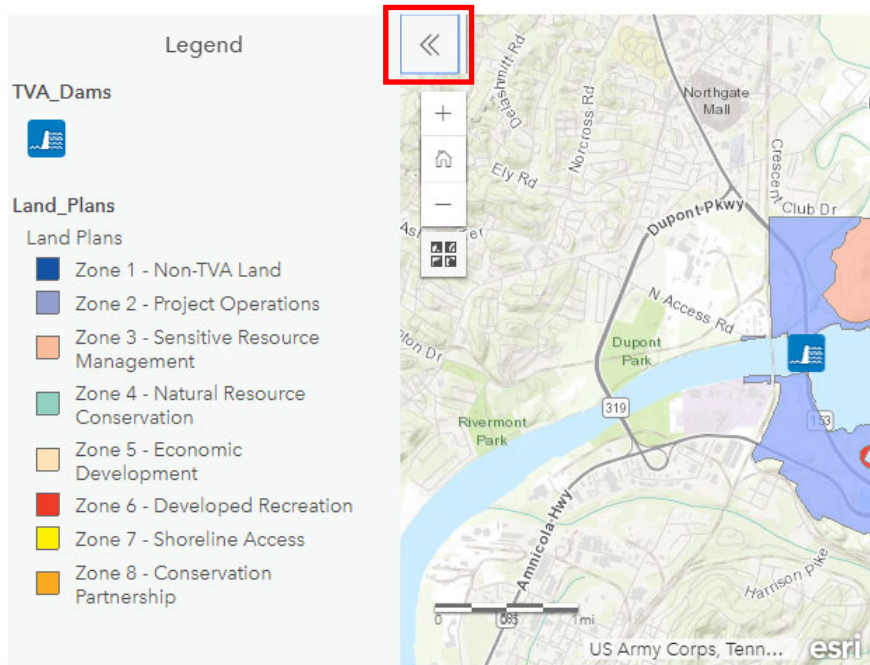 Legend
TVA_Dams
Land_Plans
Land Plans
Zone 1 - Non-TVA Land
Zone 2 - Project Operations
Zone 3 - Sensitive Resource
Management
Zone 4 - Natural Resource
Conservation
Zone 5 - Economic
Development
Zone 6 - Developed Recreation
Zone 7 - Shoreline Access
Zone 8 - Conservation
Partnership
Delashmitt Rd
Norcross Rd
Northgate
Mall
Crescent
Club Dr
Ely Rd
Dupont Pkwy
N Access Rd
Dupont
Park
319
153
Rivermont
Park
Amnicola Hwy
Harrison Pike
0
1mi
US Army Corps, Tenn...
esri